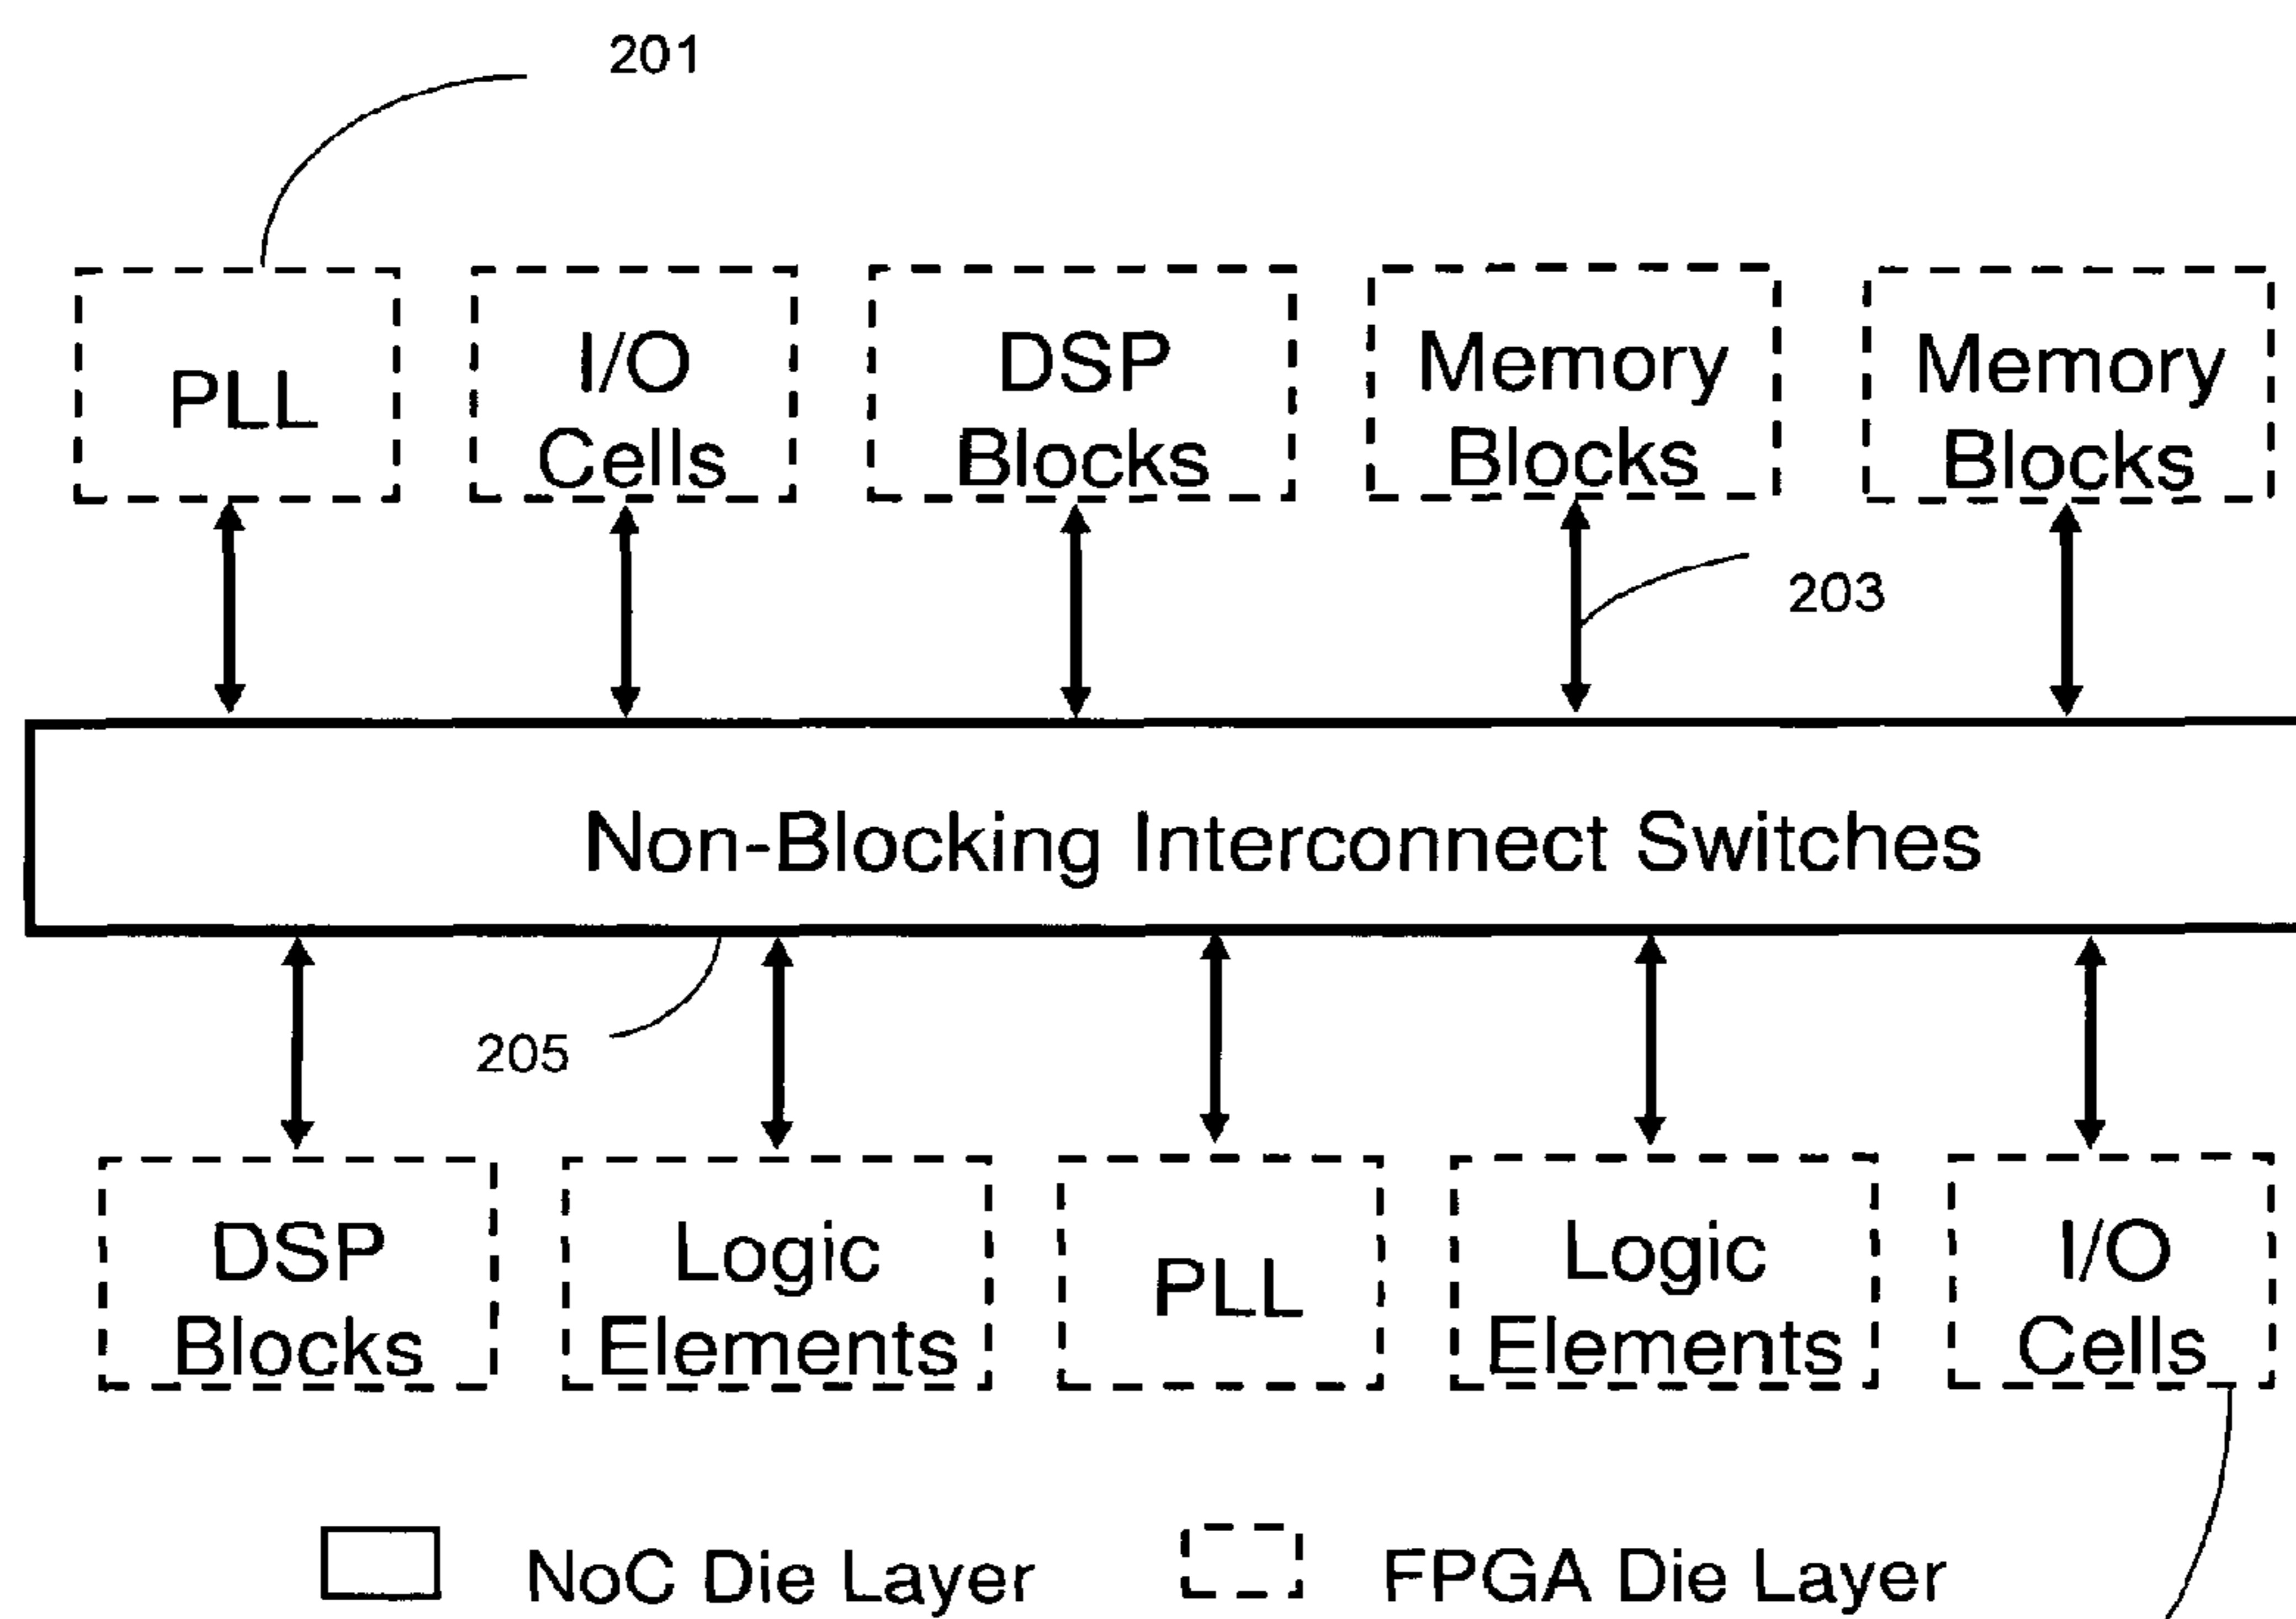 201
PLL
I/O
Cells
DSP
Blocks
Memory
Blocks
Memory
Blocks
203
Non-Blocking Interconnect Switches
205
DSP
Blocks
Logic
Elements
PLL
Logic
Elements
I/O
Cells
NoC Die Layer
FPGA Die Layer